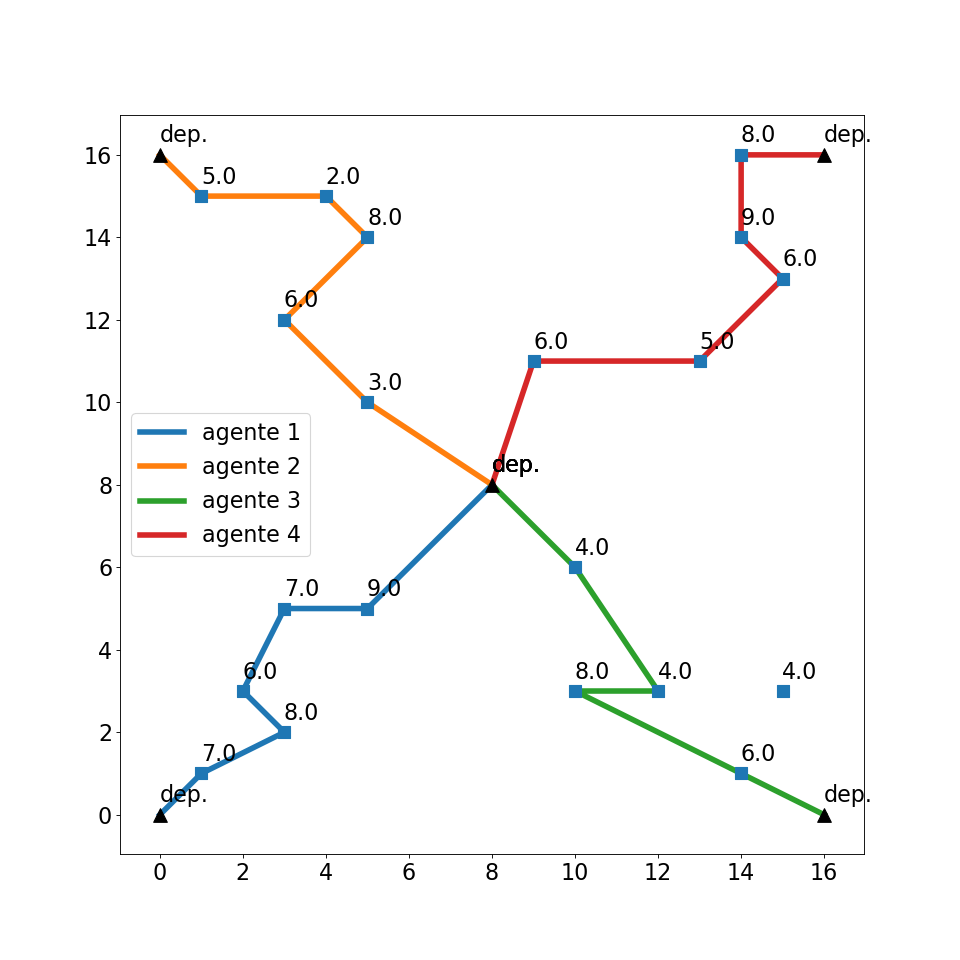 dep. 8.0 dep.
16
5.0 2.0
8.0 9.0
14
6.0
6.0
12
6.0 5.0
3.0
10
agente 1
agente 2
agente 3
agente 4
dep.
8
4.0
6
7.0 9.0
4
6.0 8.0 4.0 4.0
8.0
2
7.0 6.0
dep. dep.
0
0 2 4 6 8 10 12 14 16